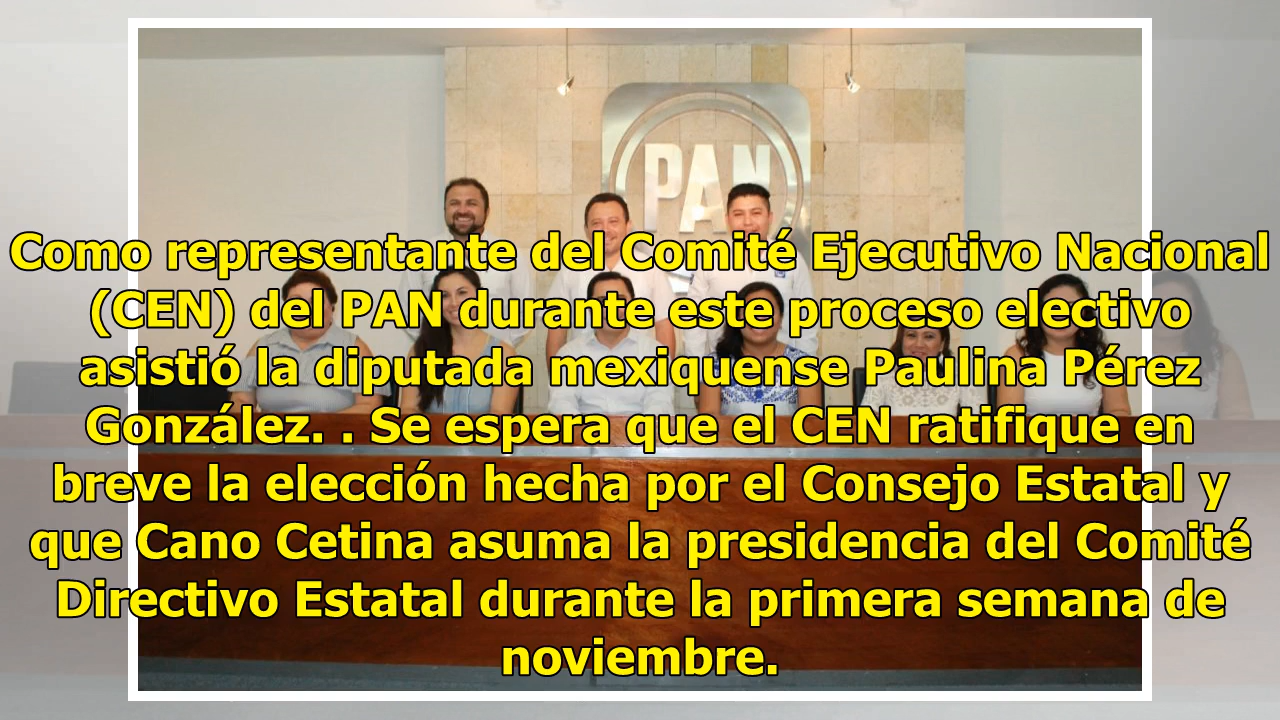 PAN
Como representante del Comité Ejecutivo Nacional
(CEN) del PAN durante este proceso electivo
asistió la diputada mexiquense Paulina Pérez
González. . Se espera que el CEN ratifique en
breve la elección hecha por el Consejo Estatal y
que Cano Cetina asuma la presidencia del Comité
Directivo Estatal durante la primera semana de
noviembre.